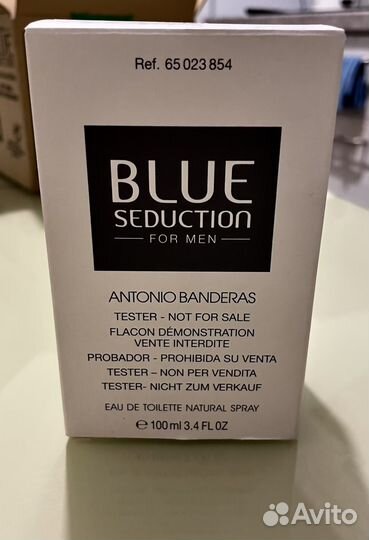 Ref. 65 023 854
BLUE
SEDUCTION
FOR MEN
ANTONIO BANDERAS
TESTER - NOT FOR SALE
FLACON DÉMONSTRATION
VENTE INTERDITE
PROBADOR - PROHIBIDA SU VENTA
TESTER – NON PER VENDITA
TESTER- NICHT ZUM VERKAUF
EAU DE TOILETTE NATURAL SPRAY
℮ 100 ml 3.4 FL OZ
Avito